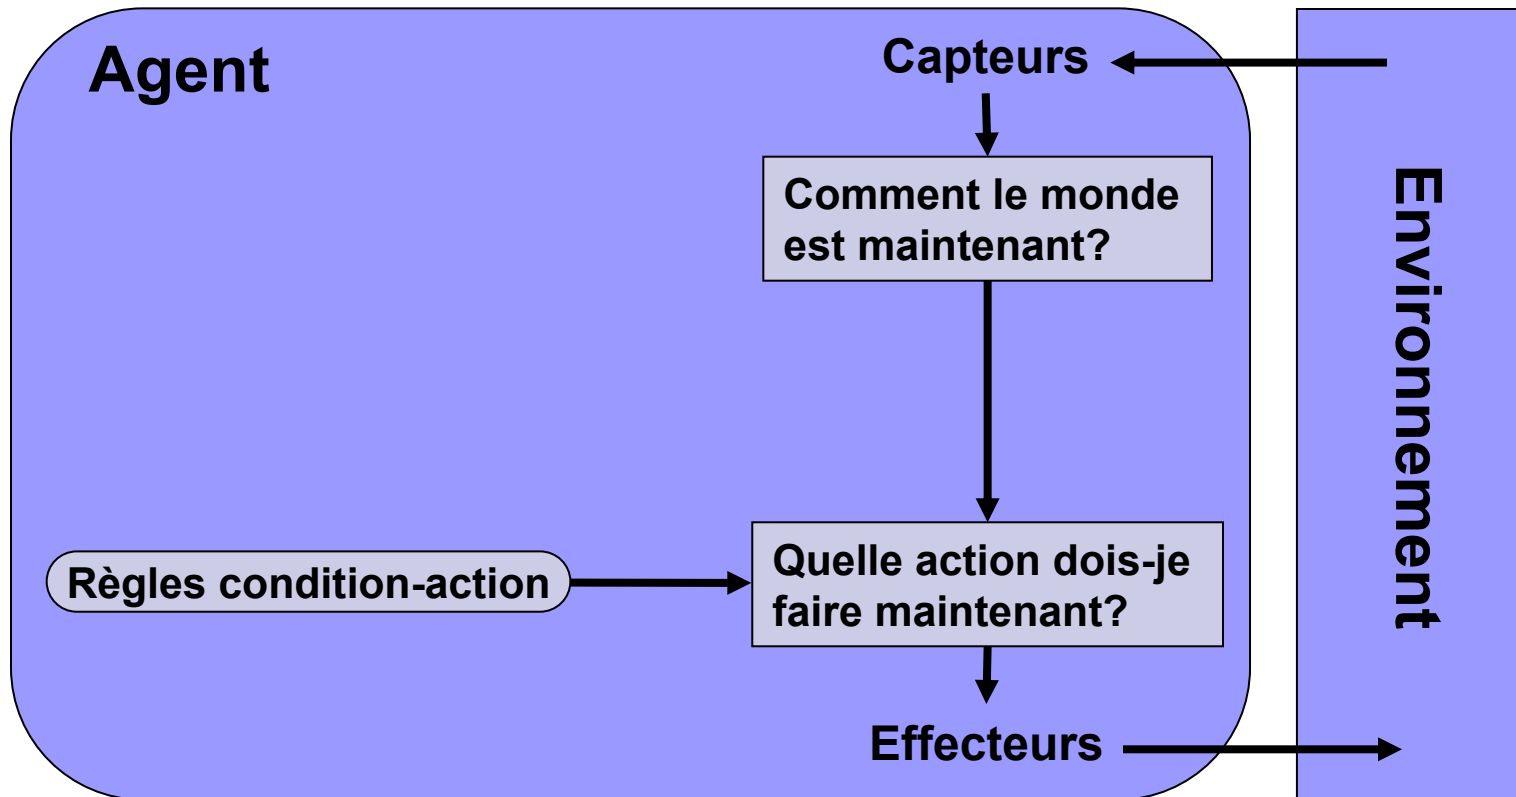 Agent
Capteurs
Comment le monde
est maintenant?
Environnement
Règles condition-action
Quelle action dois-je
faire maintenant?
Effecteurs